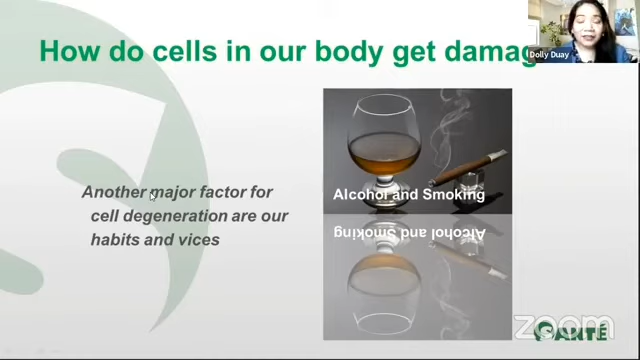 How do cells in our body get damag
Dolly Duay
Another major factor for
cell degeneration are our
habits and vices
Alcohol and Smoking
Alcohol and Smoking
zoom
SANTÉ